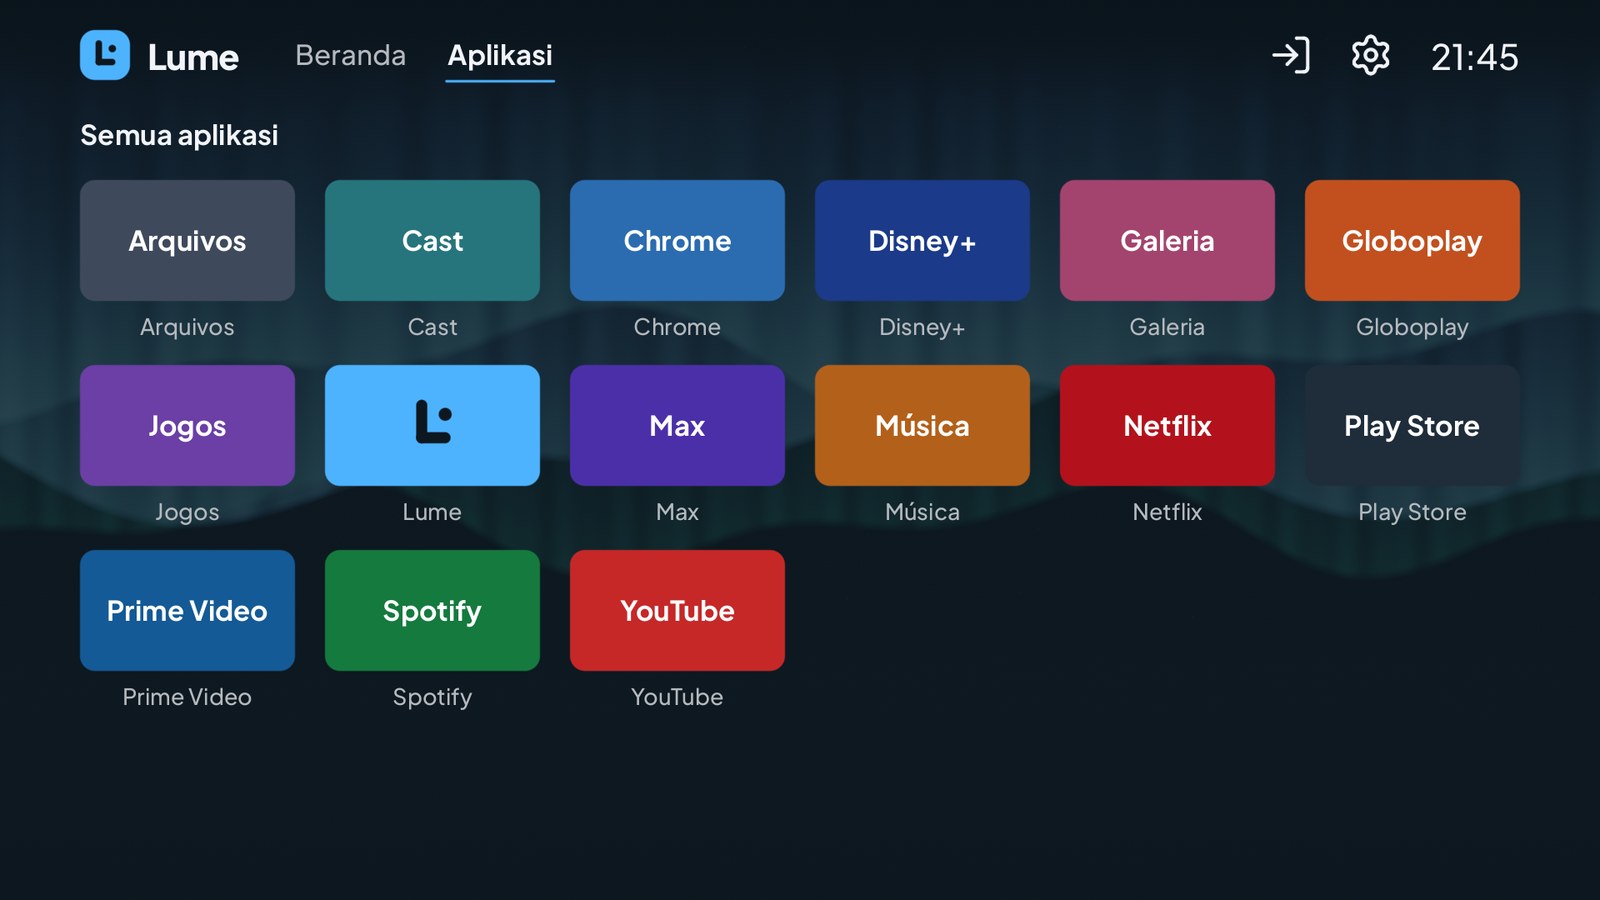 Lume Beranda Aplikasi 21:45
Semua aplikasi
Arquivos Cast Chrome Disney+ Galeria Globoplay
Arquivos Cast Chrome Disney+ Galeria Globoplay
Jogos Max Música Netflix Play Store
Jogos Lume Max Música Netflix Play Store
Prime Video Spotify YouTube
Prime Video Spotify YouTube